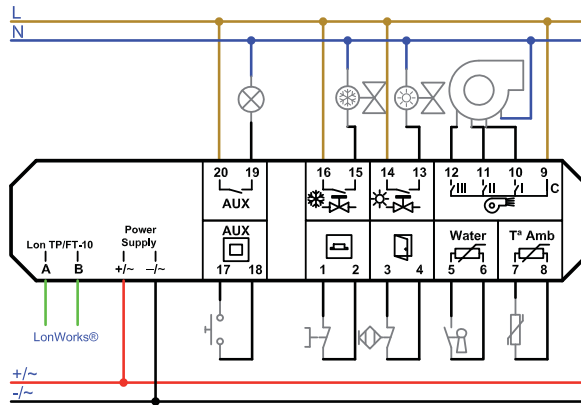 L
N
20 19 16 15 14 13 12 11 10 9
III II I C
AUX
AUX
Water Tª Amb
Power
Supply
Lon TP/FT-10
A B +/~ –/~
17 18 1 2 3 4 5 6 7 8
LonWorks®
+/~
-/~